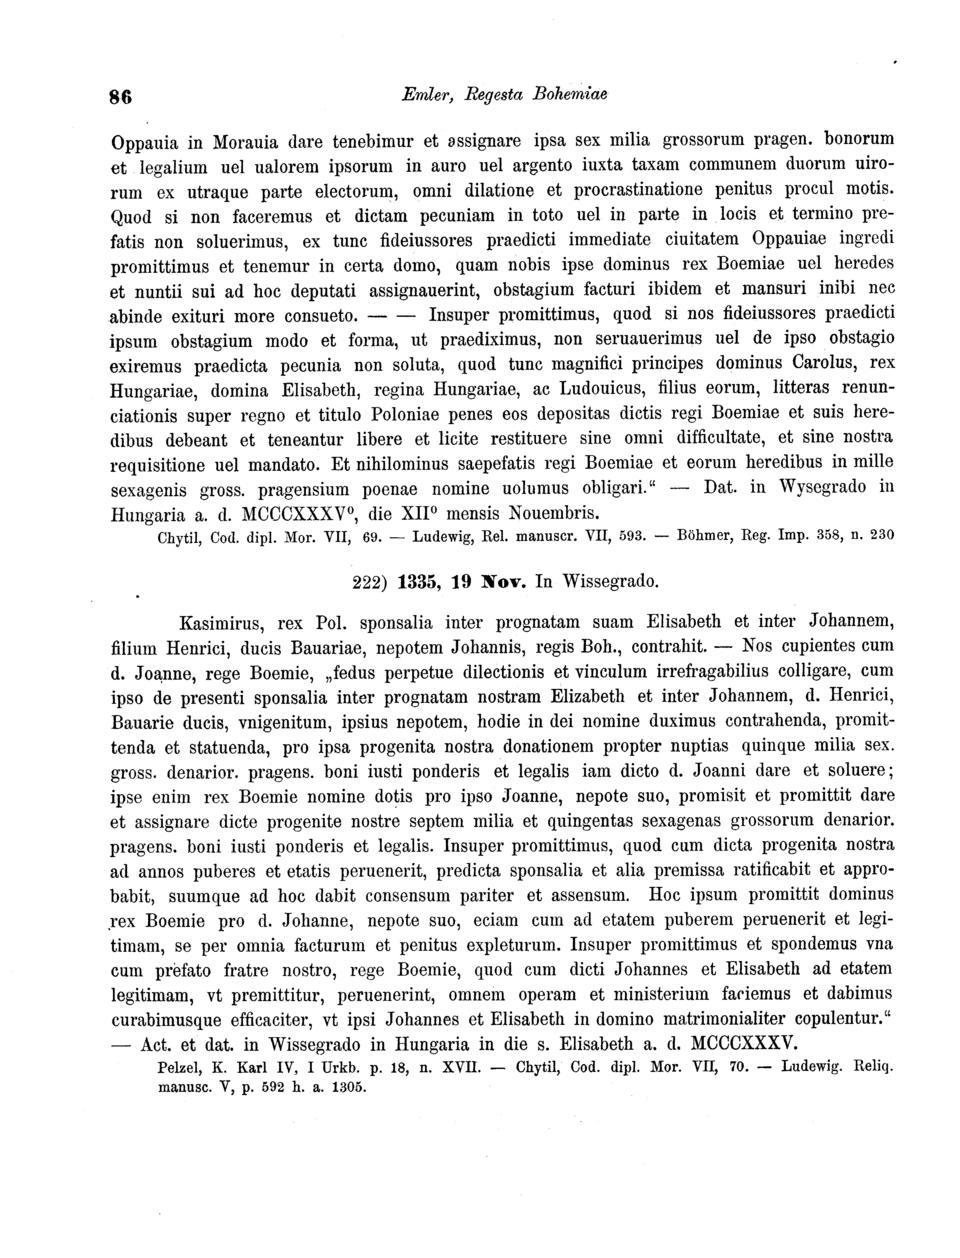 86 Emler, Regesta Bohemiae
Oppauia in Morauia dare tenebimur et assignare ipsa sex milia grossorum pragen. bonorum
et legalium uel ualorem ipsorum in auro uel argento iuxta taxam communem duorum uiro-
rum ex utraque parte electorum, omni dilatione et procrastinatione penitus procul motis.
Quod si non faceremus et dictam pecuniam in toto uel in parte in locis et termino pre-
fatis non soluerimus, ex tunc fideiussores praedicti immediate ciuitatem Oppauiae ingredi
promittimus et tenemur in certa domo, quam nobis ipse dominus rex Boemiae uel heredes
et nuntii sui ad hoc deputati assignauerint, obstagium facturi ibidem et mansuri inibi nec
abinde exituri more consueto. — — Insuper promittimus, quod si nos fideiussores praedicti
ipsum obstagium modo et forma, ut praediximus, non seruauerimus uel de ipso obstagio
exiremus praedicta pecunia non soluta, quod tunc magnifici principes dominus Carolus, rex
Hungariae, domina Elisabeth, regina Hungariae, ac Ludouicus, filius eorum, litteras renun-
ciationis super regno et titulo Poloniae penes eos depositas dictis regi Boemiae et suis here-
dibus debeant et teneantur libere et licite restituere sine omni difficultate, et sine nostra
requisitione uel mandato. Et nihilominus saepefatis regi Boemiae et eorum heredibus in mille
sexagenis gross. pragensium poenae nomine uolumus obligari.“ — Dat. in Wysegrado in
Hungaria a. d. MCCCXXXV⁰, die XII⁰ mensis Nouembris.
Chytil, Cod. dipl. Mor. VII, 69. — Ludewig, Rel. manuscr. VII, 593. — Böhmer, Reg. Imp. 358, n. 230
222) 1335, 19 Nov. In Wissegrado.
Kasimirus, rex Pol. sponsalia inter prognatam suam Elisabeth et inter Johannem,
filium Henrici, ducis Bauariae, nepotem Johannis, regis Boh., contrahit. — Nos cupientes cum
d. Joanne, rege Boemie, „fedus perpetue dilectionis et vinculum irrefragabilius colligare, cum
ipso de presenti sponsalia inter prognatam nostram Elizabeth et inter Johannem, d. Henrici,
Bauarie ducis, vnigenitum, ipsius nepotem, hodie in dei nomine duximus contrahenda, promit-
tenda et statuenda, pro ipsa progenita nostra donationem propter nuptias quinque milia sex.
gross. denarior. pragens. boni iusti ponderis et legalis iam dicto d. Joanni dare et soluere;
ipse enim rex Boemie nomine dotis pro ipso Joanne, nepote suo, promisit et promittit dare
et assignare dicte progenite nostre septem milia et quingentas sexagenas grossorum denarior.
pragens. boni iusti ponderis et legalis. Insuper promittimus, quod cum dicta progenita nostra
ad annos puberes et etatis peruenerit, predicta sponsalia et alia premissa ratificabit et appro-
babit, suumque ad hoc dabit consensum pariter et assensum. Hoc ipsum promittit dominus
rex Boemie pro d. Johanne, nepote suo, eciam cum ad etatem puberem peruenerit et legi-
timam, se per omnia facturum et penitus expleturum. Insuper promittimus et spondemus vna
cum prefato fratre nostro, rege Boemie, quod cum dicti Johannes et Elisabeth ad etatem
legitimam, vt premittitur, peruenerint, omnem operam et ministerium faciemus et dabimus
curabimusque efficaciter, vt ipsi Johannes et Elisabeth in domino matrimonialiter copulentur.“
— Act. et dat. in Wissegrado in Hungaria in die s. Elisabeth a. d. MCCCXXXV.
Pelzel, K. Karl IV, I Urkb. p. 18, n. XVII. — Chytil, Cod. dipl. Mor. VII, 70. — Ludewig. Reliq.
manusc. V, p. 592 h. a. 1305.